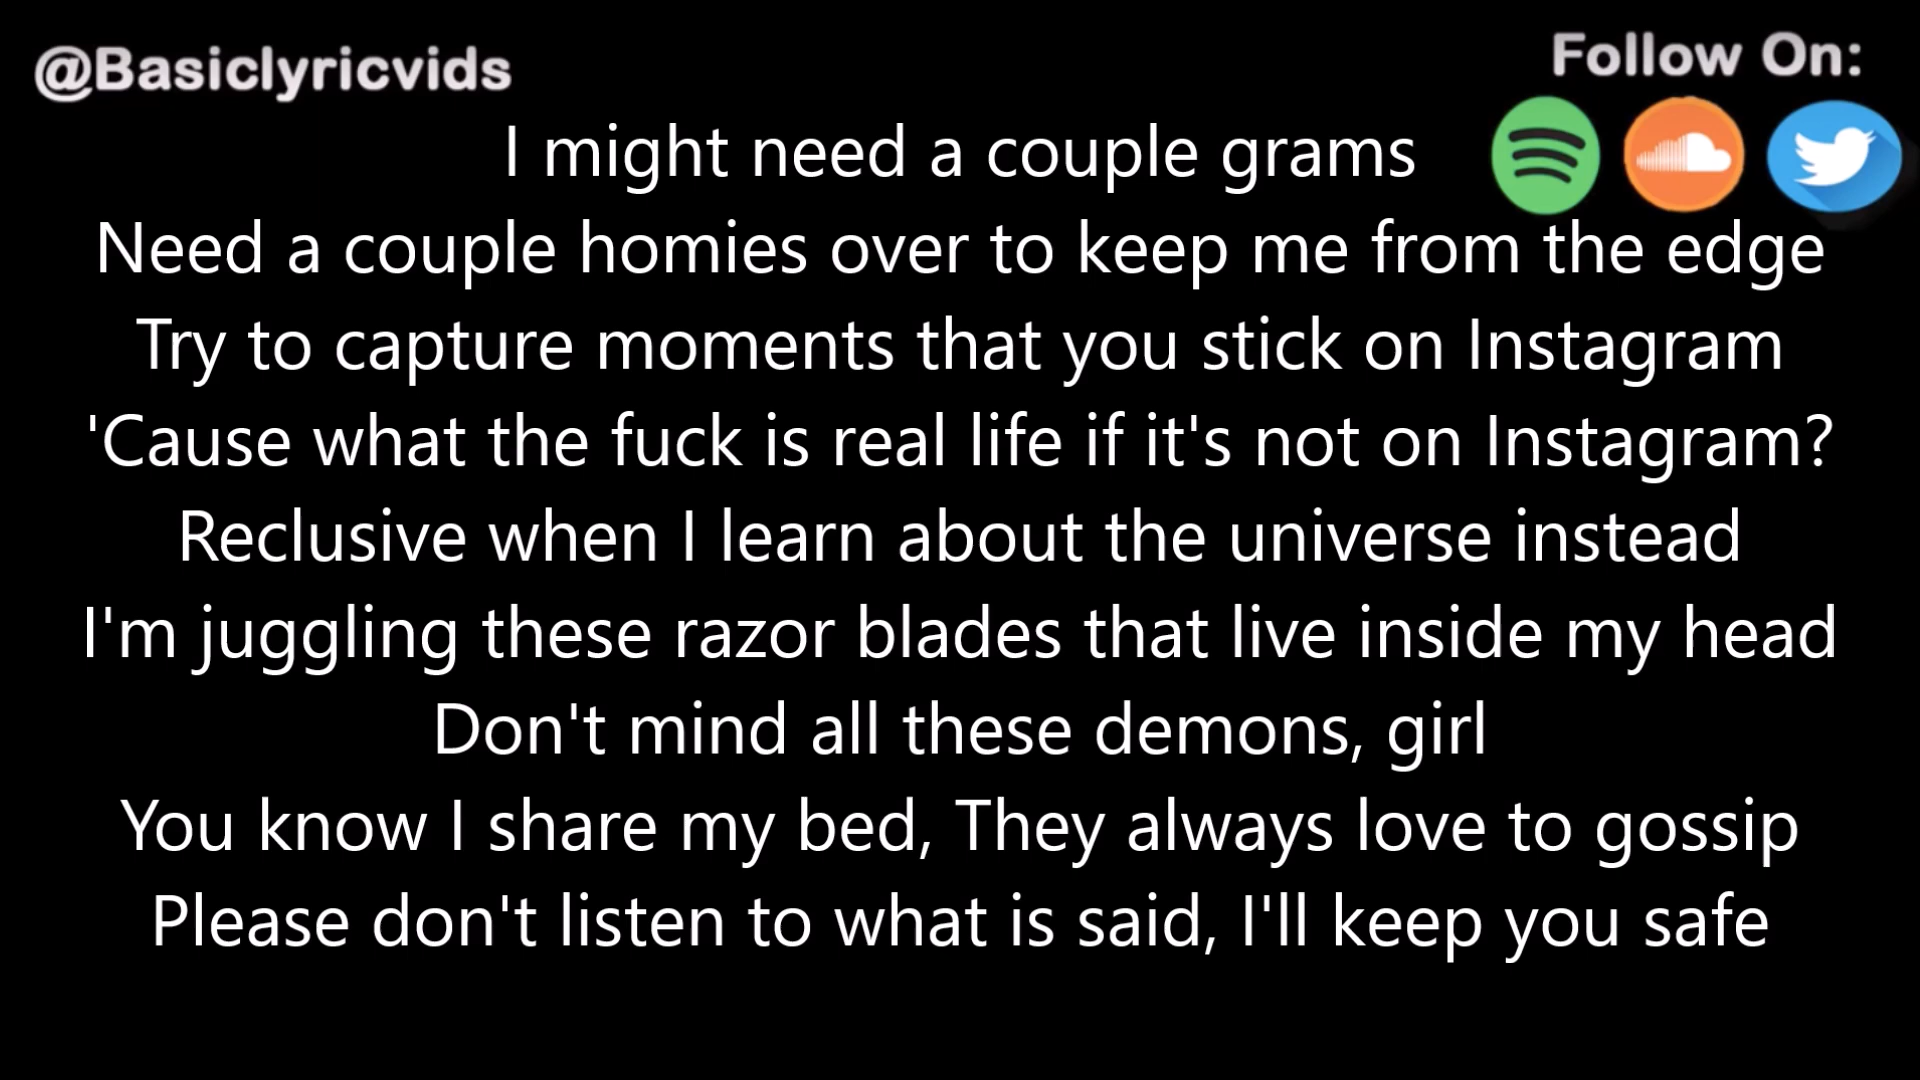 @Basiclyricvids
Follow On:
I might need a couple grams
Need a couple homies over to keep me from the edge
Try to capture moments that you stick on Instagram
'Cause what the fuck is real life if it's not on Instagram?
Reclusive when I learn about the universe instead
I'm juggling these razor blades that live inside my head
Don't mind all these demons, girl
You know I share my bed, They always love to gossip
Please don't listen to what is said, I'll keep you safe